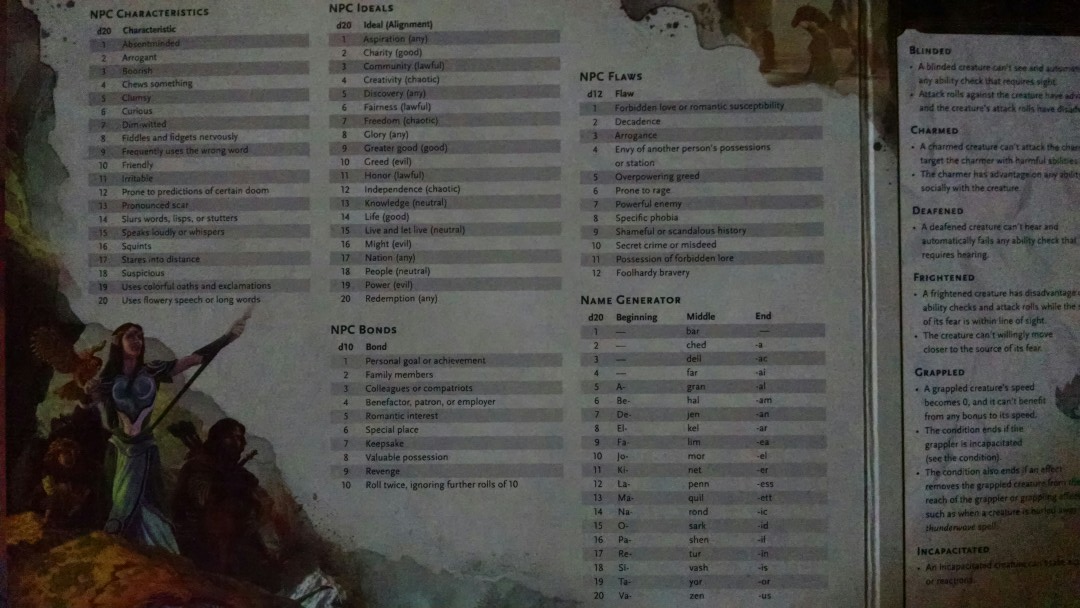 NPC CHARACTERISTICS
d20 Characteristic
1 Absentminded
2 Arrogant
3 Boorish
4 Chews something
5 Clumsy
6 Curious
7 Dim-witted
8 Fiddles and fidgets nervously
9 Frequently uses the wrong word
10 Friendly
11 Irritable
12 Prone to predictions of certain doom
13 Pronounced scar
14 Slurs words, lisps, or stutters
15 Speaks loudly or whispers
16 Squints
17 Stares into distance
18 Suspicious
19 Uses colorful oaths and exclamations
20 Uses flowery speech or long words
NPC IDEALS
d20 Ideal (Alignment)
1 Aspiration (any)
2 Charity (good)
3 Community (lawful)
4 Creativity (chaotic)
5 Discovery (any)
6 Fairness (lawful)
7 Freedom (chaotic)
8 Glory (any)
9 Greater good (good)
10 Greed (evil)
11 Honor (lawful)
12 Independence (chaotic)
13 Knowledge (neutral)
14 Life (good)
15 Live and let live (neutral)
16 Might (evil)
17 Nation (any)
18 People (neutral)
19 Power (evil)
20 Redemption (any)
NPC BONDS
d10 Bond
1 Personal goal or achievement
2 Family members
3 Colleagues or compatriots
4 Benefactor, patron, or employer
5 Romantic interest
6 Special place
7 Keepsake
8 Valuable possession
9 Revenge
10 Roll twice, ignoring further rolls of 10
NPC FLAWS
d12 Flaw
1 Forbidden love or romantic susceptibility
2 Decadence
3 Arrogance
4 Envy of another person's possessions
or station
5 Overpowering greed
6 Prone to rage
7 Powerful enemy
8 Specific phobia
9 Shameful or scandalous history
10 Secret crime or misdeed
11 Possession of forbidden lore
12 Foolhardy bravery
NAME GENERATOR
d20 Beginning Middle End
1 — bar —
2 — ched -a
3 — dell -ac
4 — far -ai
5 A- gran -al
6 Be- hal -am
7 De- jen -an
8 El- kel -ar
9 Fa- lim -ea
10 Jo- mor -el
11 Ki- net -er
12 La- penn -ess
13 Ma- quil -ett
14 Na- rond -ic
15 O- sark -id
16 Pa- shen -if
17 Re- tur -in
18 Si- vash -is
19 Ta- yor -or
20 Va- zen -us
BLINDED
• A blinded creature can't see and
any ability check that requires sight.
• Attack rolls against the creature have
and the creature's attack rolls have
CHARMED
• A charmed creature can't attack the
target the charmer with harmful abilities
• The charmer has advantage on any
socially with the creature.
DEAFENED
• A deafened creature can't hear and
automatically fails any ability check that
requires hearing.
FRIGHTENED
• A frightened creature has disadvantage
ability checks and attack rolls while the
of its fear is within line of sight.
• The creature can't willingly move
closer to the source of its fear.
GRAPPLED
• A grappled creature's speed
becomes 0, and it can't benefit
from any bonus to its speed.
• The condition ends if the
grappler is incapacitated
(see the condition).
• The condition also ends if an effect
removes the grappled creature from the
reach of the grappler or grappling
such as when a creature is hurled away
thunderwave spell.
INCAPACITATED
• An incapacitated creature can't take
or reactions.